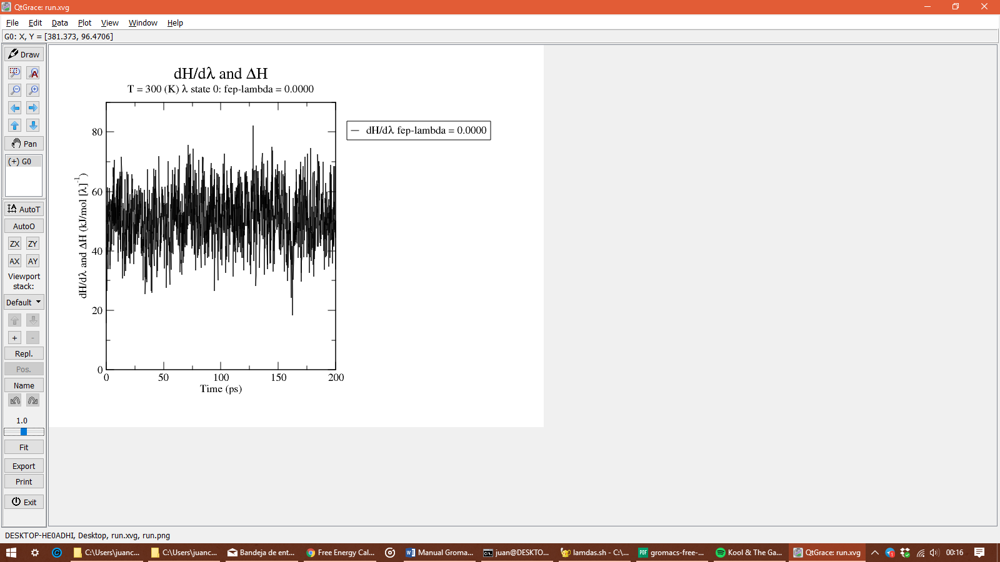 QtGrace: run.xvg
File Edit Data Plot View Window Help
G0: X, Y = [381.373, 96.4706]
Draw
A
Pan
(+) G0
AutoT
AutoO
ZX ZY
AX AY
Viewport
stack:
Default
+ -
Repl.
Pos.
Name
1.0
Fit
Export
Print
Exit
dH/dλ and ΔH
T = 300 (K) λ state 0: fep-lambda = 0.0000
dH/dλ fep-lambda = 0.0000
dH/dλ and ΔH (kJ/mol [λ]⁻¹)
80
60
40
20
0
0 50 100 150 200
Time (ps)
DESKTOP-HE0ADHI, Desktop, run.xvg, run.png
C:\Users\juanc... C:\Users\juanc... Bandeja de ent... Free Energy Cal... Manual Groma... juan@DESKTO... lamdas.sh - C:\... PDF gromacs-free-... Kool & The Ga... QtGrace: run.xvg 1 00:16